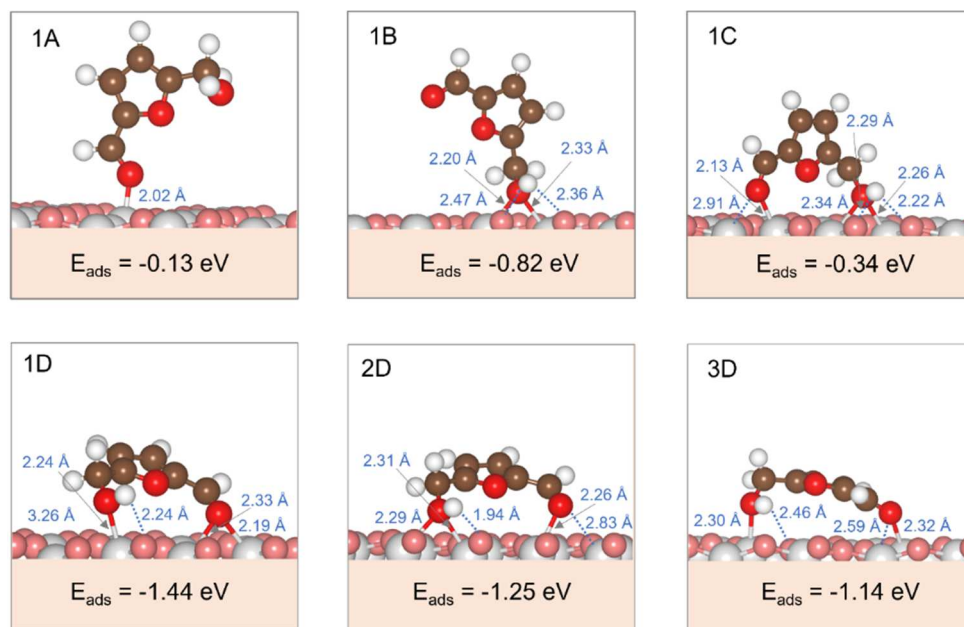 1A
2.02 Å
E_ads = -0.13 eV
1B
2.20 Å
2.33 Å
2.47 Å
2.36 Å
E_ads = -0.82 eV
1C
2.29 Å
2.13 Å
2.26 Å
2.91 Å
2.34 Å
2.22 Å
E_ads = -0.34 eV
1D
2.24 Å
2.33 Å
3.26 Å
2.24 Å
2.19 Å
E_ads = -1.44 eV
2D
2.31 Å
2.26 Å
2.29 Å
1.94 Å
2.83 Å
E_ads = -1.25 eV
3D
2.30 Å
2.46 Å
2.59 Å
2.32 Å
E_ads = -1.14 eV